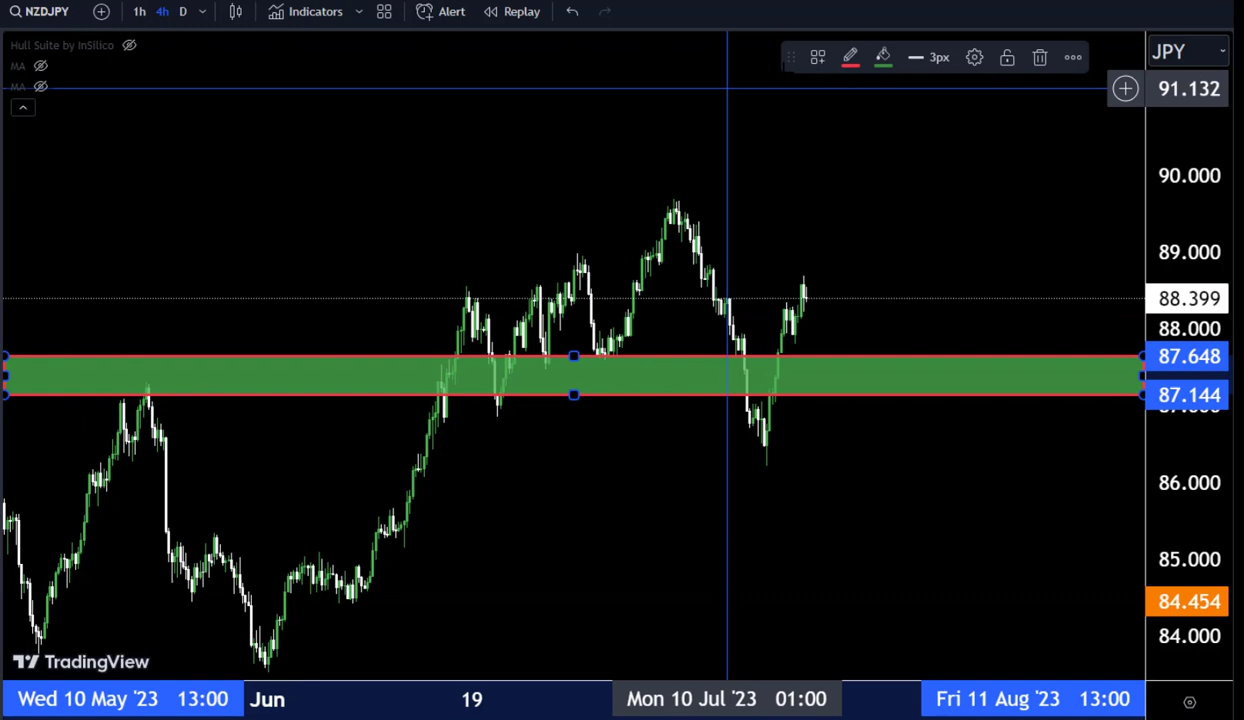 NZDJPY 1h 4h D Indicators Alert Replay
Hull Suite by InSilico
MA
MA
3px
JPY
91.132
90.000
89.000
88.399
88.000
87.648
87.144
87.000
86.000
85.000
84.454
84.000
TradingView
Wed 10 May '23 13:00 Jun 19 Mon 10 Jul '23 01:00 Fri 11 Aug '23 13:00